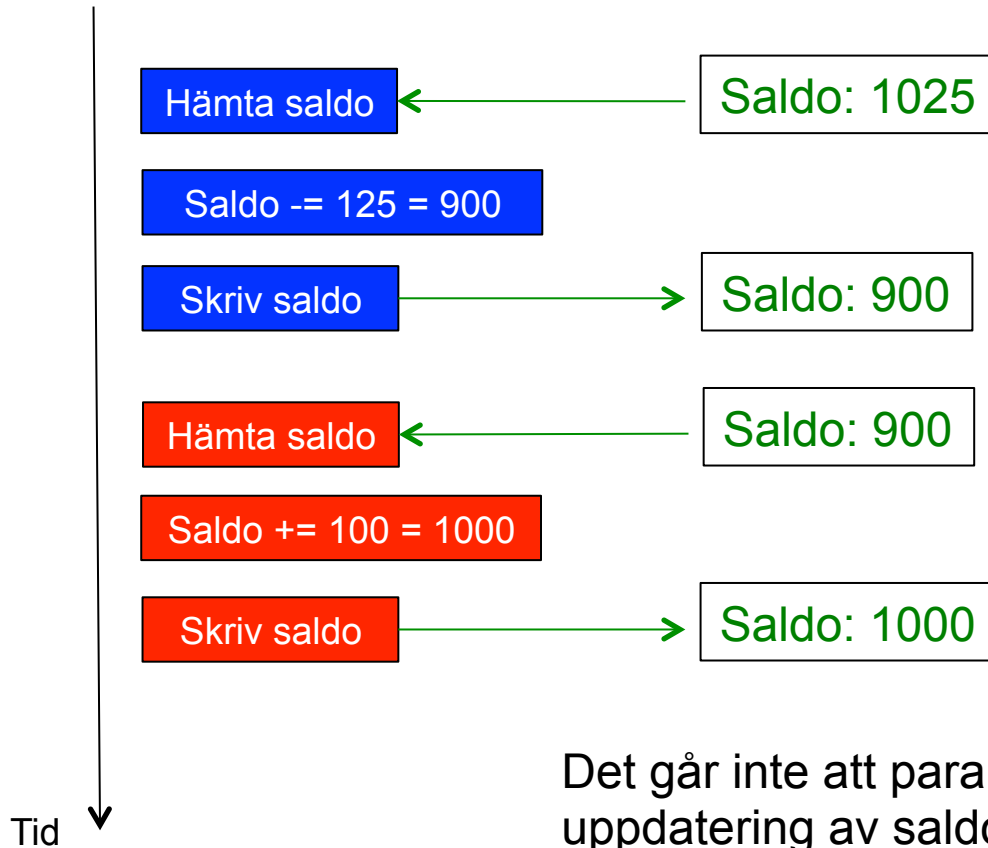 Hämta saldo
Saldo: 1025
Saldo -= 125 = 900
Skriv saldo
Saldo: 900
Hämta saldo
Saldo: 900
Saldo += 100 = 1000
Skriv saldo
Saldo: 1000
Det går inte att para
uppdatering av saldo
Tid